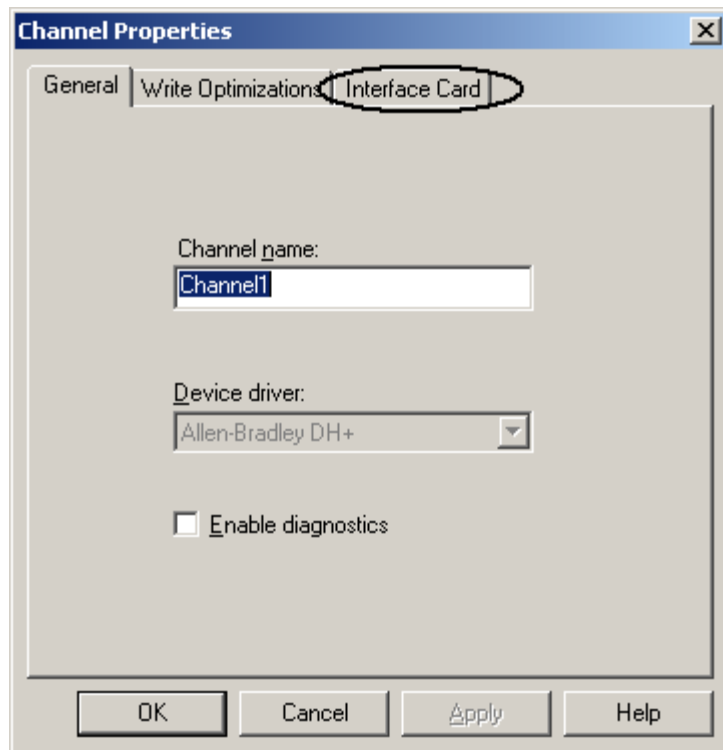 Channel Properties
General Write Optimizations Interface Card
Channel name:
Channel1
Device driver:
Allen-Bradley DH+
Enable diagnostics
OK Cancel Apply Help